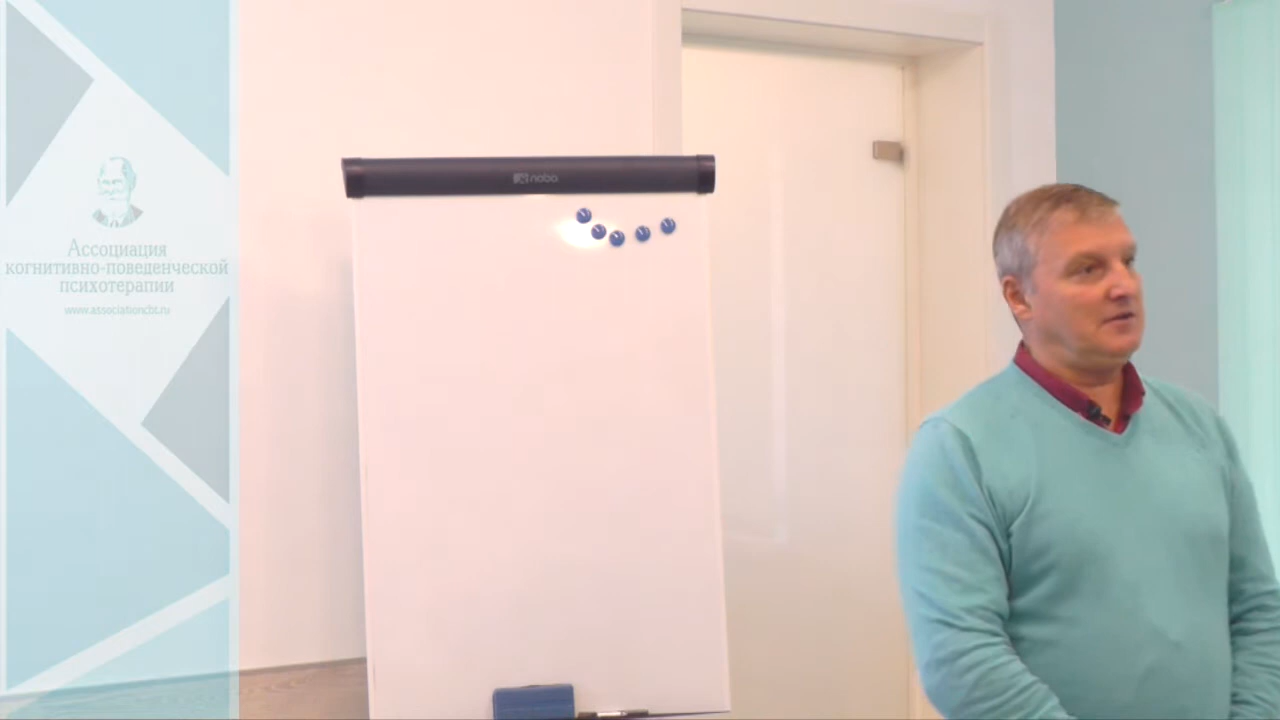 Ассоциация
когнитивно-поведенческой
психотерапии
www.associationcbt.ru
nobo